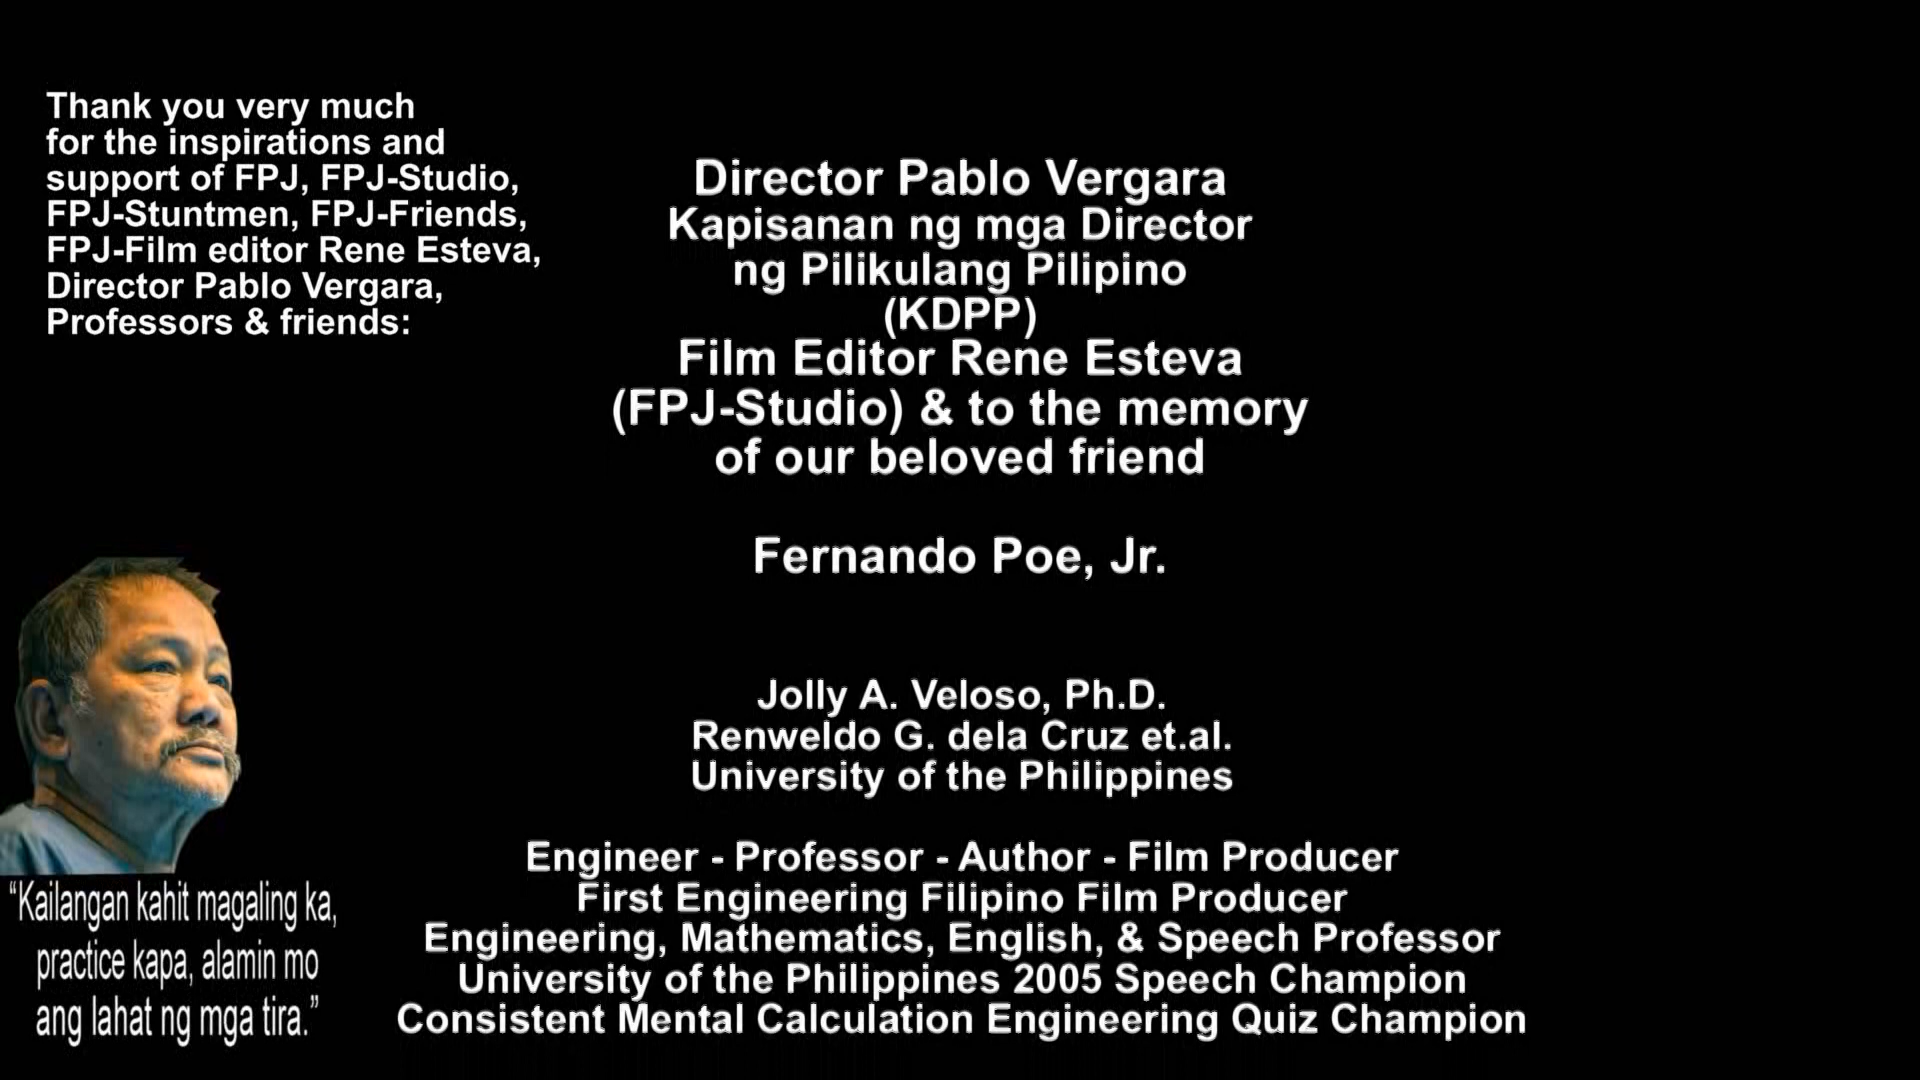 Thank you very much
for the inspirations and
support of FPJ, FPJ-Studio,
FPJ-Stuntmen, FPJ-Friends,
FPJ-Film editor Rene Esteva,
Director Pablo Vergara,
Professors & friends:
Director Pablo Vergara
Kapisanan ng mga Director
ng Pilikulang Pilipino
(KDPP)
Film Editor Rene Esteva
(FPJ-Studio) & to the memory
of our beloved friend
Fernando Poe, Jr.
Jolly A. Veloso, Ph.D.
Renweldo G. dela Cruz et.al.
University of the Philippines
Engineer - Professor - Author - Film Producer
First Engineering Filipino Film Producer
Engineering, Mathematics, English, & Speech Professor
University of the Philippines 2005 Speech Champion
Consistent Mental Calculation Engineering Quiz Champion
“Kailangan kahit magaling ka,
practice kapa, alamin mo
ang lahat ng mga tira.”